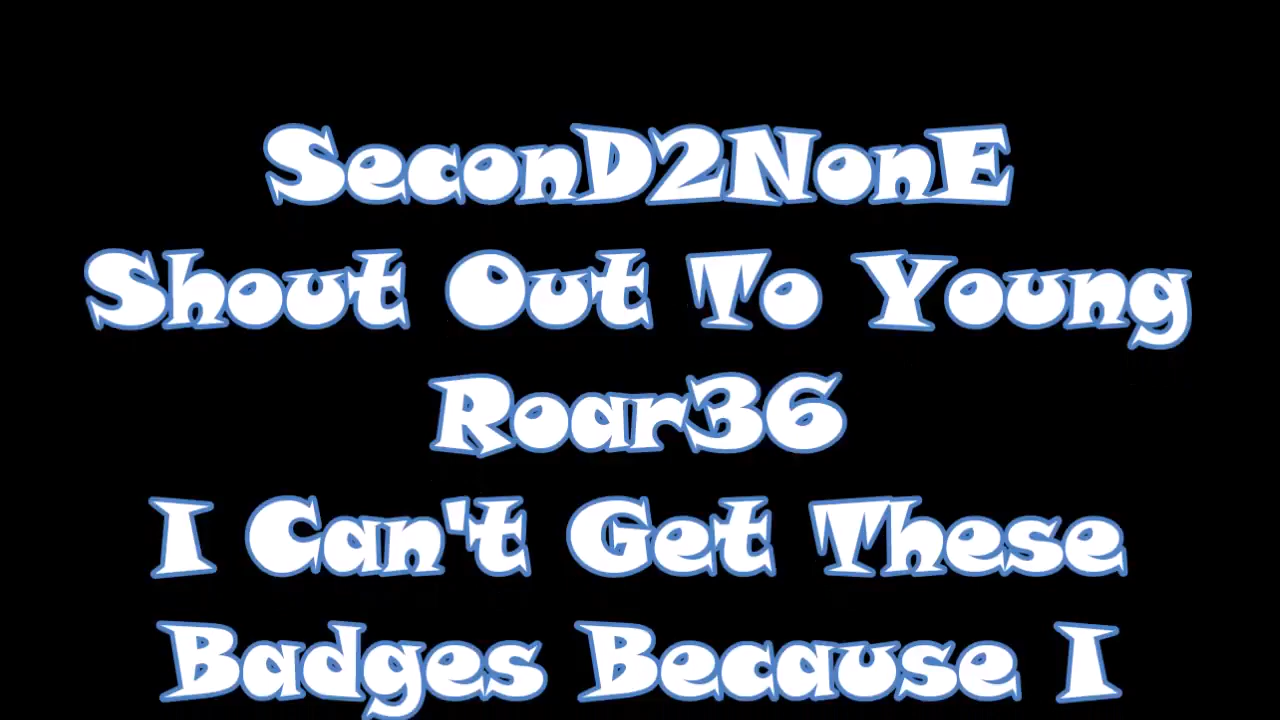 SeconD2NonE
Shout Out To Young
Roar36
I Can't Get These
Badges Because I